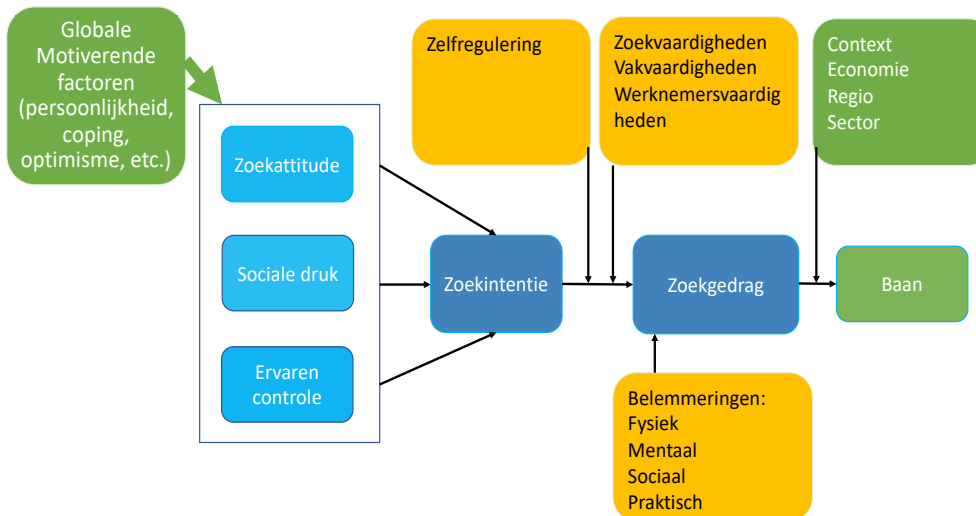 Globale
Motiverende
factoren
(persoonlijkheid,
coping,
optimisme, etc.)
Zelfregulering
Zoekvaardigheden
Vakvaardigheden
Werknemersvaardig
heden
Context
Economie
Regio
Sector
Zoekattitude
Sociale druk
Ervaren
controle
Zoekintentie
Zoekgedrag
Baan
Belemmeringen:
Fysiek
Mentaal
Sociaal
Praktisch